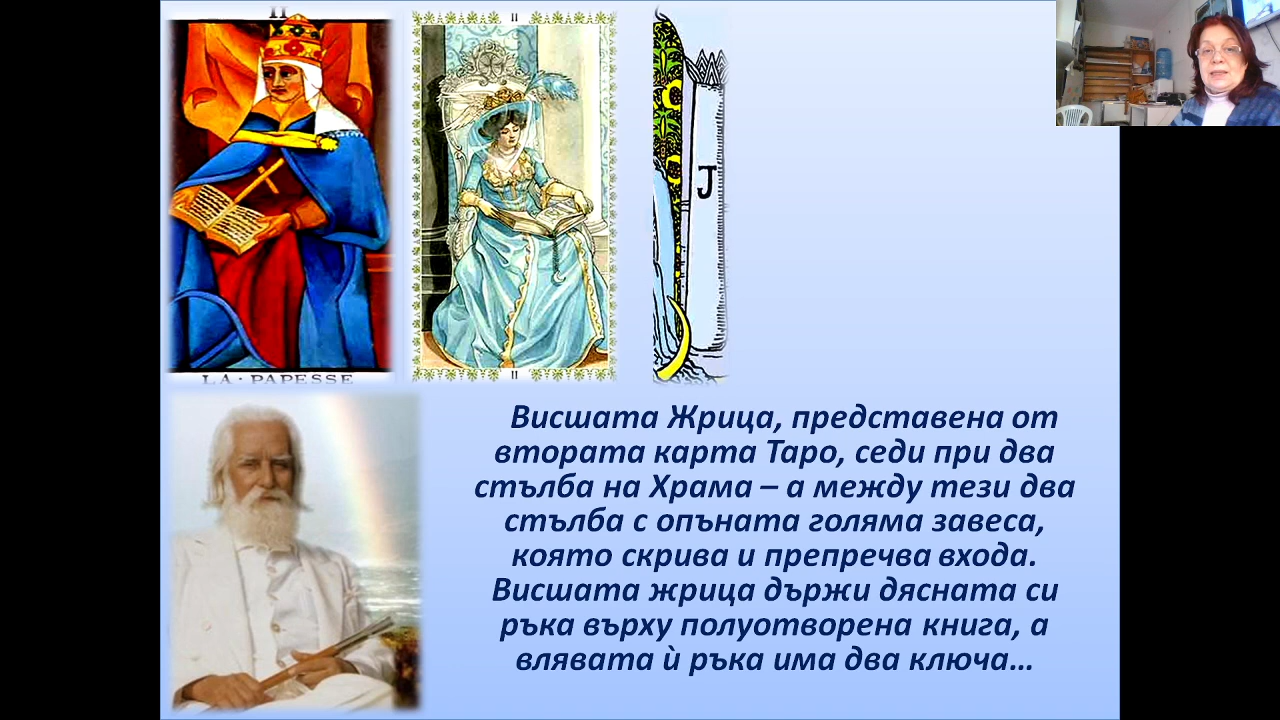 II
II
J
LA·PAPESSE
II
Висшата Жрица, представена от
втората карта Таро, седи при два
стълба на Храма – а между тези два
стълба с опъната голяма завеса,
която скрива и препречва входа.
Висшата жрица държи дясната си
ръка върху полуотворена книга, а
влявата ѝ ръка има два ключа...